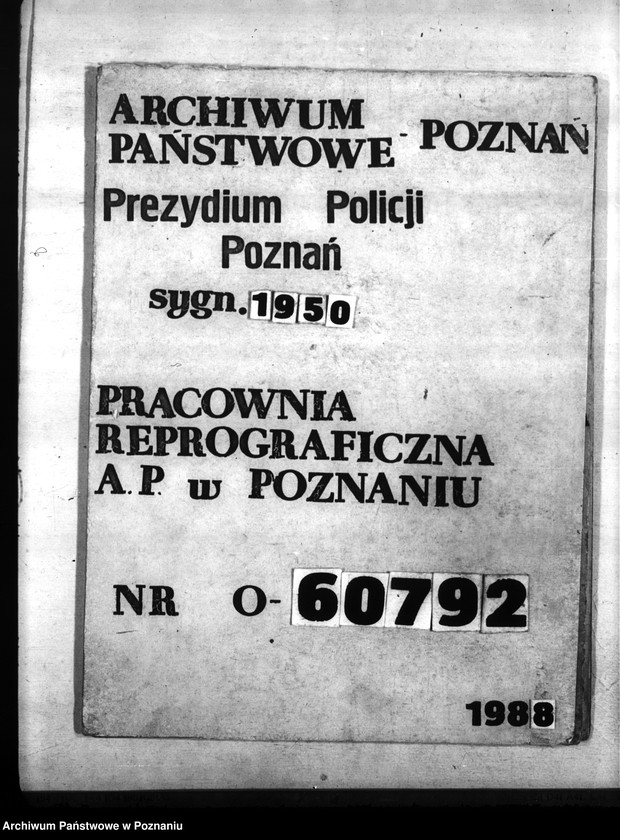 ARCHIWUM
PAŃSTWOWE - POZNAŃ
Prezydium Policji
Poznań
sygn. 1950
PRACOWNIA
REPROGRAFICZNA
A.P. w POZNANIU
NR O-60792
1988
Archiwum Państwowe w Poznaniu